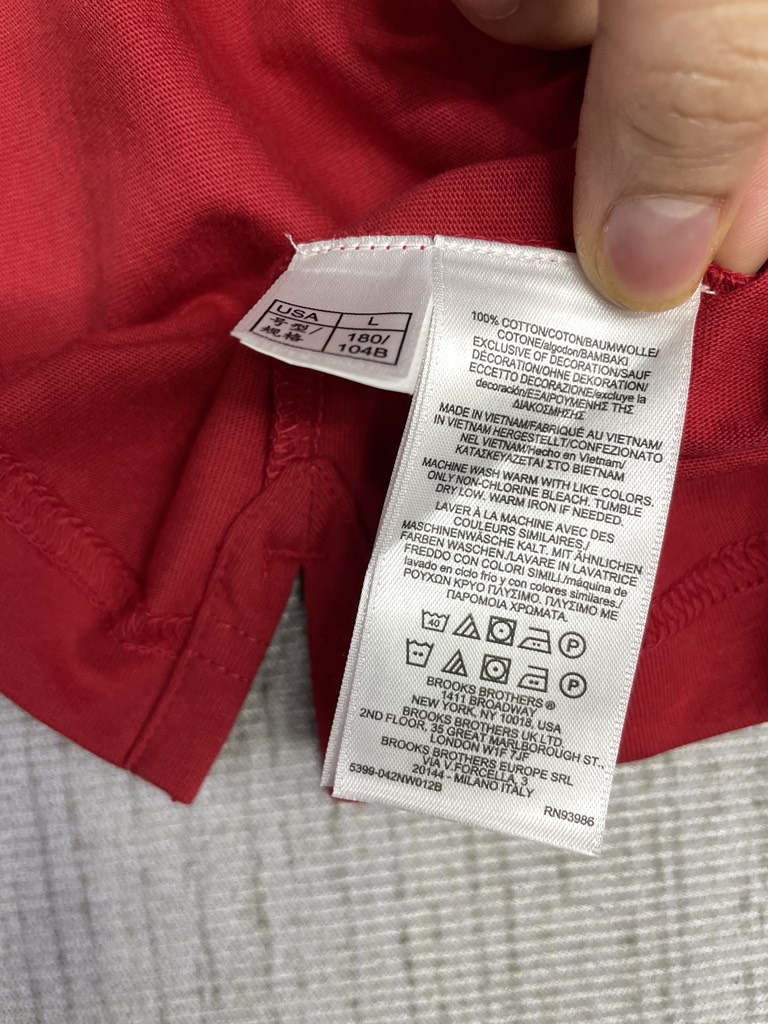 USA L
号型/ 180/
规格 104B
100% COTTON/COTON/BAUMWOLLE/
COTONE/algodon/BAMBAKI
EXCLUSIVE OF DECORATION/SAUF
DÉCORATION/OHNE DEKORATION/
ECCETTO DECORAZIONE/excluye la
decoración/ΕΞΑΙΡΟΥΜΕΝΗΣ ΤΗΣ
ΔΙΑΚΟΣΜΗΣΗΣ
MADE IN VIETNAM/FABRIQUÉ AU VIETNAM/
IN VIETNAM HERGESTELLT/CONFEZIONATO
NEL VIETNAM/Hecho en Vietnam/
ΚΑΤΑΣΚΕΥΑΖΕΤΑΙ ΣΤΟ ΒΙΕΤΝΑΜ
MACHINE WASH WARM WITH LIKE COLORS.
ONLY NON-CHLORINE BLEACH. TUMBLE
DRY LOW. WARM IRON IF NEEDED.
LAVER À LA MACHINE AVEC DES
COULEURS SIMILAIRES./
MASCHINENWÄSCHE KALT. MIT ÄHNLICHEN
FARBEN WASCHEN./LAVARE IN LAVATRICE
FREDDO CON COLORI SIMILI./máquina de
lavado en ciclo frío y con colores similares./
ΡΟΥΧΩΝ ΚΡΥΟ ΠΛΥΣΙΜΟ. ΠΛΥΣΙΜΟ ΜΕ
ΠΑΡΟΜΟΙΑ ΧΡΩΜΑΤΑ.
40 P
P
BROOKS BROTHERS ®
1411 BROADWAY
NEW YORK, NY 10018, USA
BROOKS BROTHERS UK LTD.
2ND FLOOR, 35 GREAT MARLBOROUGH ST.,
LONDON W1F 7JF
BROOKS BROTHERS EUROPE SRL
VIA V. FORCELLA, 3
20144 - MILANO ITALY
5399-042NW012B
RN93986